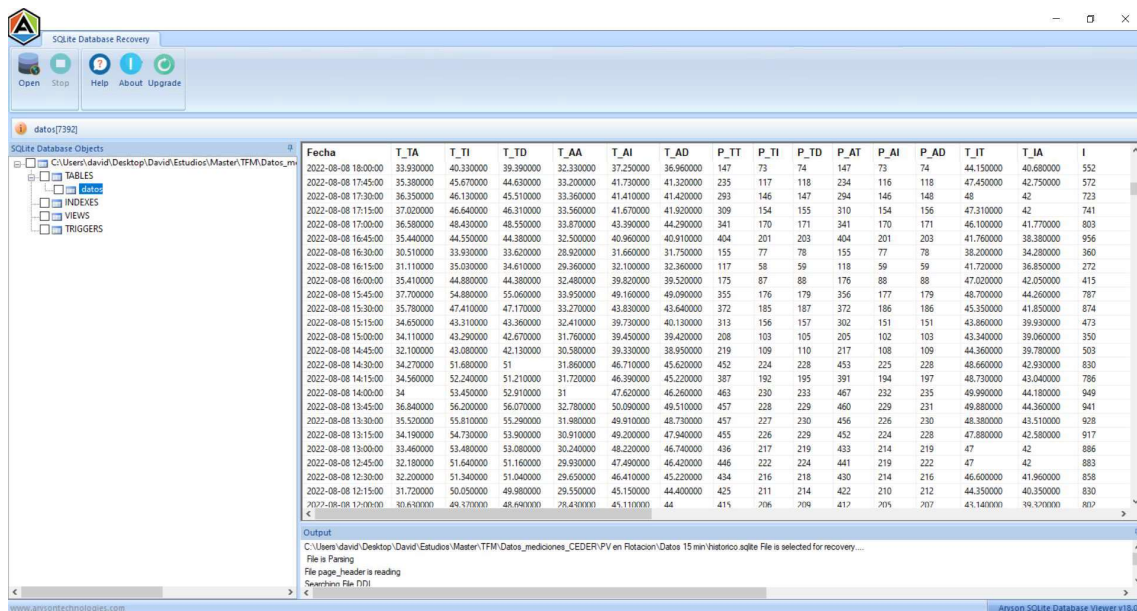 SQLite Database Recovery
Open Stop Help About Upgrade
datos[7392]
SQLite Database Objects
C:\Users\david\Desktop\David\Estudios\Master\TFM\Datos_me
TABLES
datos
INDEXES
VIEWS
TRIGGERS
Fecha T_TA T_TI T_TD T_AA T_AI T_AD P_TT P_TI P_TD P_AT P_AI P_AD T_IT T_IA I
2022-08-08 18:00:00 33.930000 40.330000 39.390000 32.330000 37.250000 36.960000 147 73 74 147 73 74 44.150000 40.680000 552
2022-08-08 17:45:00 35.380000 45.670000 44.630000 33.200000 41.730000 41.320000 235 117 118 234 116 118 47.450000 42.750000 572
2022-08-08 17:30:00 36.350000 46.130000 45.510000 33.360000 41.410000 41.420000 293 146 147 294 146 148 48 42 723
2022-08-08 17:15:00 37.020000 46.640000 46.310000 33.560000 41.670000 41.920000 309 154 155 310 154 156 47.310000 42 741
2022-08-08 17:00:00 36.580000 48.430000 48.550000 33.870000 43.390000 44.290000 341 170 171 341 170 171 46.100000 41.770000 803
2022-08-08 16:45:00 35.440000 44.550000 44.380000 32.500000 40.960000 40.910000 404 201 203 404 201 203 41.760000 38.380000 956
2022-08-08 16:30:00 30.510000 33.930000 33.620000 28.920000 31.660000 31.750000 155 77 78 155 77 78 38.200000 34.280000 360
2022-08-08 16:15:00 31.110000 35.030000 34.610000 29.360000 32.100000 32.360000 117 58 59 118 59 59 41.720000 36.850000 272
2022-08-08 16:00:00 35.410000 44.880000 44.380000 32.480000 39.820000 39.520000 175 87 88 176 88 88 47.020000 42.050000 415
2022-08-08 15:45:00 37.700000 54.880000 55.060000 33.950000 49.160000 49.090000 355 176 179 356 177 179 48.700000 44.260000 787
2022-08-08 15:30:00 35.780000 47.410000 47.170000 33.270000 43.830000 43.640000 372 185 187 372 186 186 45.350000 41.850000 874
2022-08-08 15:15:00 34.650000 43.310000 43.360000 32.410000 39.730000 40.130000 313 156 157 302 151 151 43.860000 39.930000 473
2022-08-08 15:00:00 34.110000 43.290000 42.670000 31.760000 39.450000 39.420000 208 103 105 205 102 103 43.340000 39.060000 350
2022-08-08 14:45:00 32.100000 43.080000 42.130000 30.580000 39.330000 38.950000 219 109 110 217 108 109 44.360000 39.780000 503
2022-08-08 14:30:00 34.270000 51.680000 51 31.860000 46.710000 45.620000 452 224 228 453 225 228 48.660000 42.930000 830
2022-08-08 14:15:00 34.560000 52.240000 51.210000 31.720000 46.390000 45.220000 387 192 195 391 194 197 48.730000 43.040000 786
2022-08-08 14:00:00 34 53.450000 52.910000 31 47.620000 46.260000 463 230 233 467 232 235 49.990000 44.180000 949
2022-08-08 13:45:00 36.840000 56.200000 56.070000 32.780000 50.090000 49.510000 457 228 229 460 229 231 49.880000 44.360000 941
2022-08-08 13:30:00 35.520000 55.810000 55.290000 31.980000 49.910000 48.730000 457 227 230 456 226 230 48.380000 43.510000 928
2022-08-08 13:15:00 34.190000 54.730000 53.900000 30.910000 49.200000 47.940000 455 226 229 452 224 228 47.880000 42.580000 917
2022-08-08 13:00:00 33.460000 53.480000 53.080000 30.240000 48.220000 46.740000 436 217 219 433 214 219 47 42 886
2022-08-08 12:45:00 32.180000 51.640000 51.160000 29.930000 47.490000 46.420000 446 222 224 441 219 222 47 42 883
2022-08-08 12:30:00 32.200000 51.340000 51.040000 29.650000 46.410000 45.220000 434 216 218 430 214 216 46.600000 41.960000 858
2022-08-08 12:15:00 31.720000 50.050000 49.980000 29.550000 45.150000 44.400000 425 211 214 422 210 212 44.350000 40.350000 830
2022-08-08 12:00:00 30.630000 49.370000 48.690000 28.430000 45.110000 44 415 206 209 412 205 207 43.140000 39.320000 802
Output
C:\Users\david\Desktop\David\Estudios\Master\TFM\Datos_mediciones_CEDER\PV en Flotacion\Datos 15 min\historico.sqlite File is selected for recovery....
File is Parsing
File page_header is reading
Searching File DDL
www.arysontechnologies.com
Aryson SQLite Database Viewer v18.0